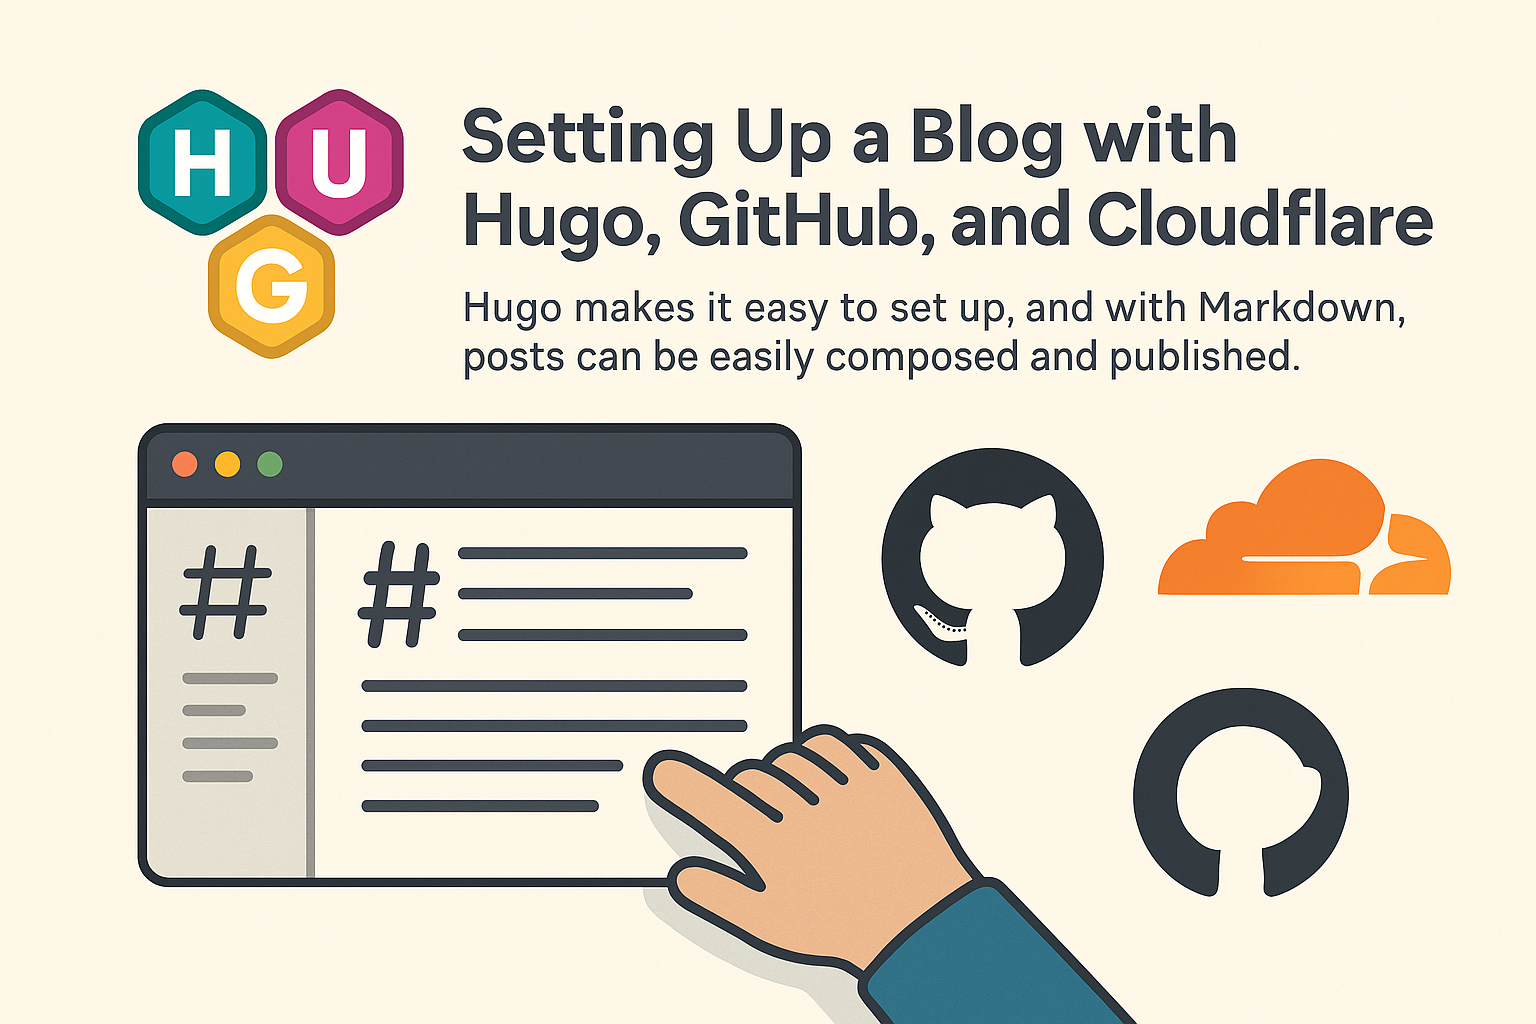 H U
G
Setting Up a Blog with
Hugo, GitHub, and Cloudflare
Hugo makes it easy to set up, and with Markdown,
posts can be easily composed and published.
# #